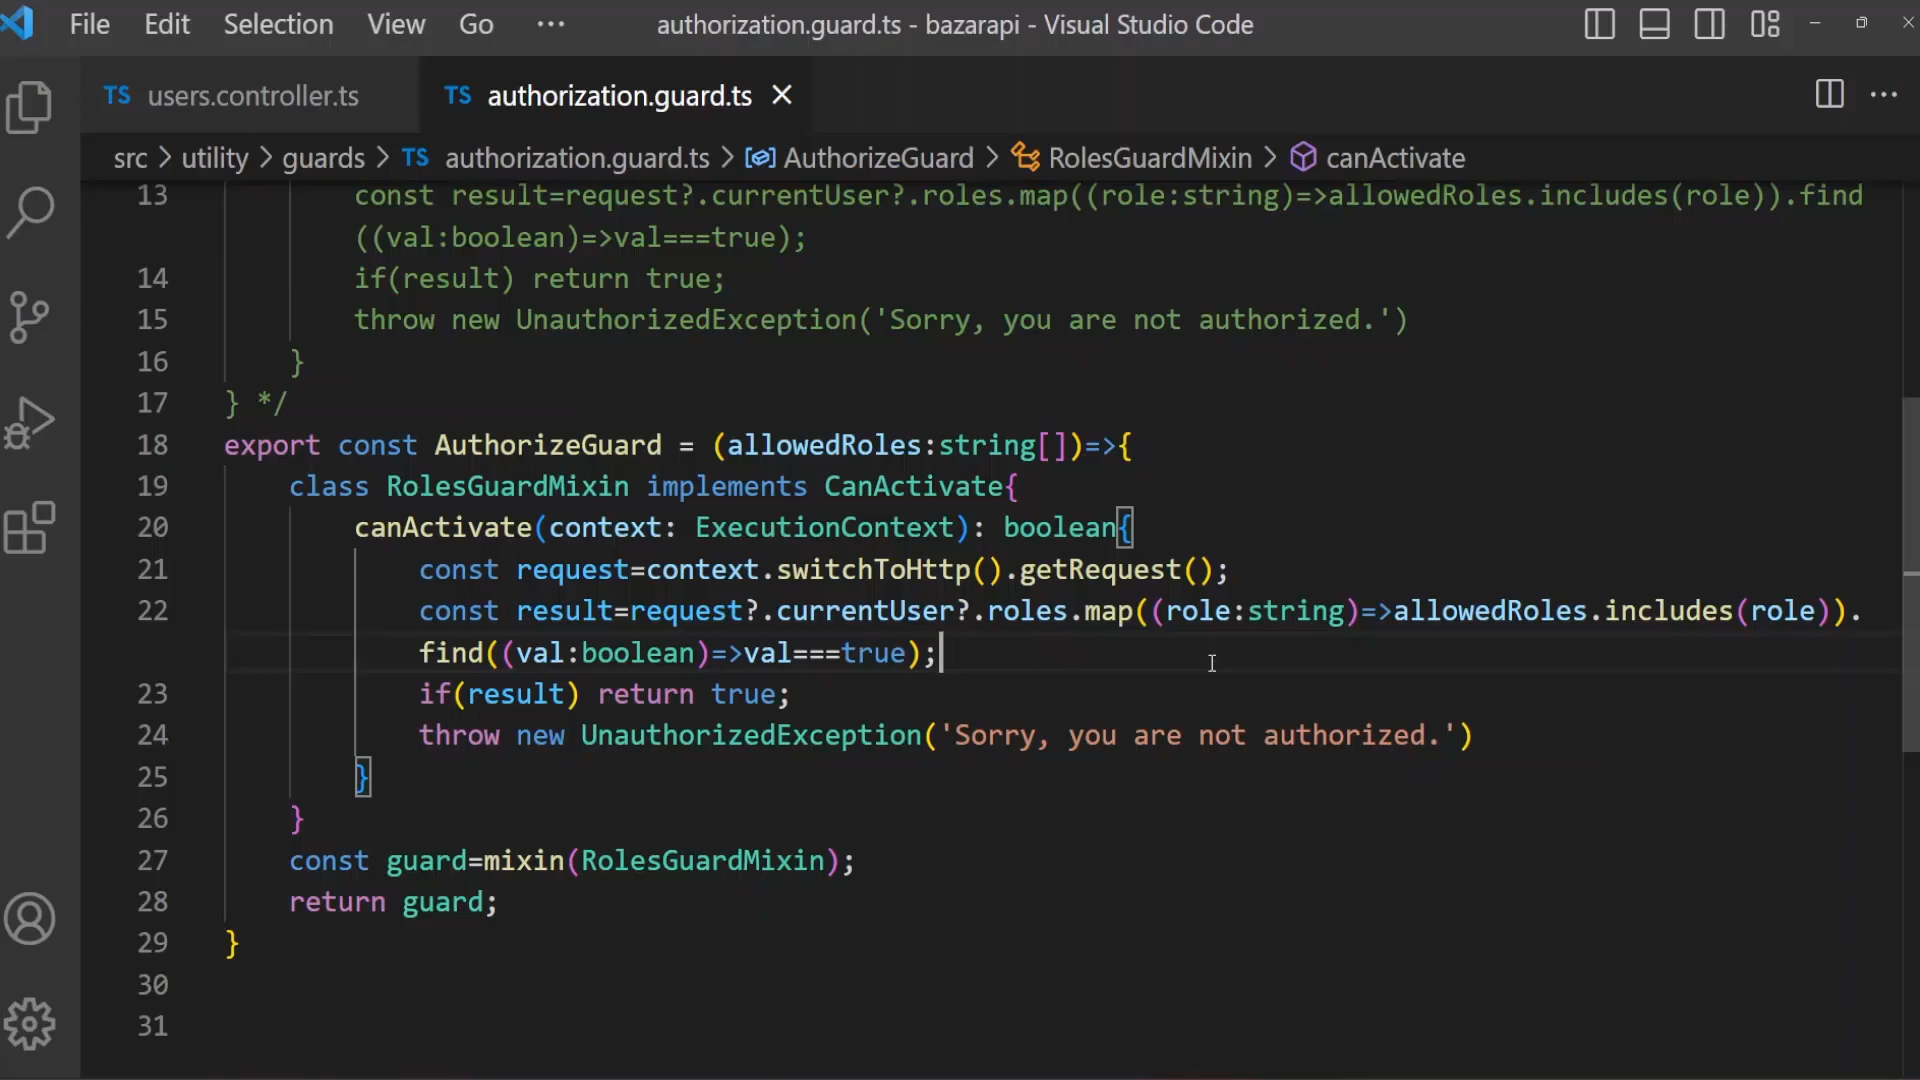 File Edit Selection View Go ··· authorization.guard.ts - bazarapi - Visual Studio Code
TS users.controller.ts TS authorization.guard.ts
src > utility > guards > TS authorization.guard.ts > AuthorizeGuard > RolesGuardMixin > canActivate
13 const result=request?.currentUser?.roles.map((role:string)=>allowedRoles.includes(role)).find
((val:boolean)=>val===true);
14 if(result) return true;
15 throw new UnauthorizedException('Sorry, you are not authorized.')
16 }
17 } */
18 export const AuthorizeGuard = (allowedRoles:string[])=>{
19 class RolesGuardMixin implements CanActivate{
20 canActivate(context: ExecutionContext): boolean{
21 const request=context.switchToHttp().getRequest();
22 const result=request?.currentUser?.roles.map((role:string)=>allowedRoles.includes(role)).
find((val:boolean)=>val===true);
23 if(result) return true;
24 throw new UnauthorizedException('Sorry, you are not authorized.')
25 }
26 }
27 const guard=mixin(RolesGuardMixin);
28 return guard;
29 }
30
31